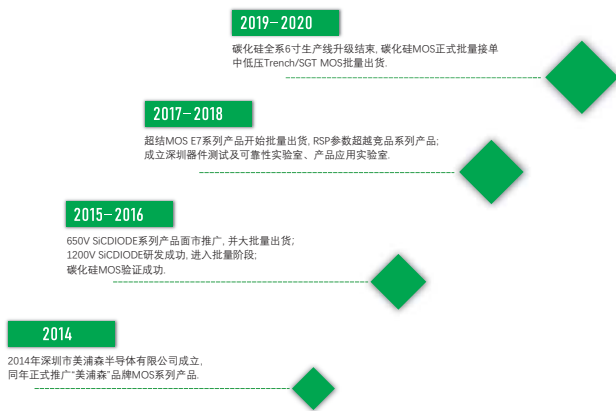 2019-2020
碳化硅全系6寸生产线升级结束, 碳化硅MOS正式批量接单
中低压Trench/SGT MOS批量出货.
2017-2018
超结MOS E7系列产品开始批量出货, RSP参数超越竞品系列产品;
成立深圳器件测试及可靠性实验室、产品应用实验室.
2015-2016
650V SiCDIODE系列产品面市推广, 并大批量出货;
1200V SiCDIODE研发成功, 进入批量阶段;
碳化硅MOS验证成功.
2014
2014年深圳市美浦森半导体有限公司成立,
同年正式推广“美浦森”品牌MOS系列产品.